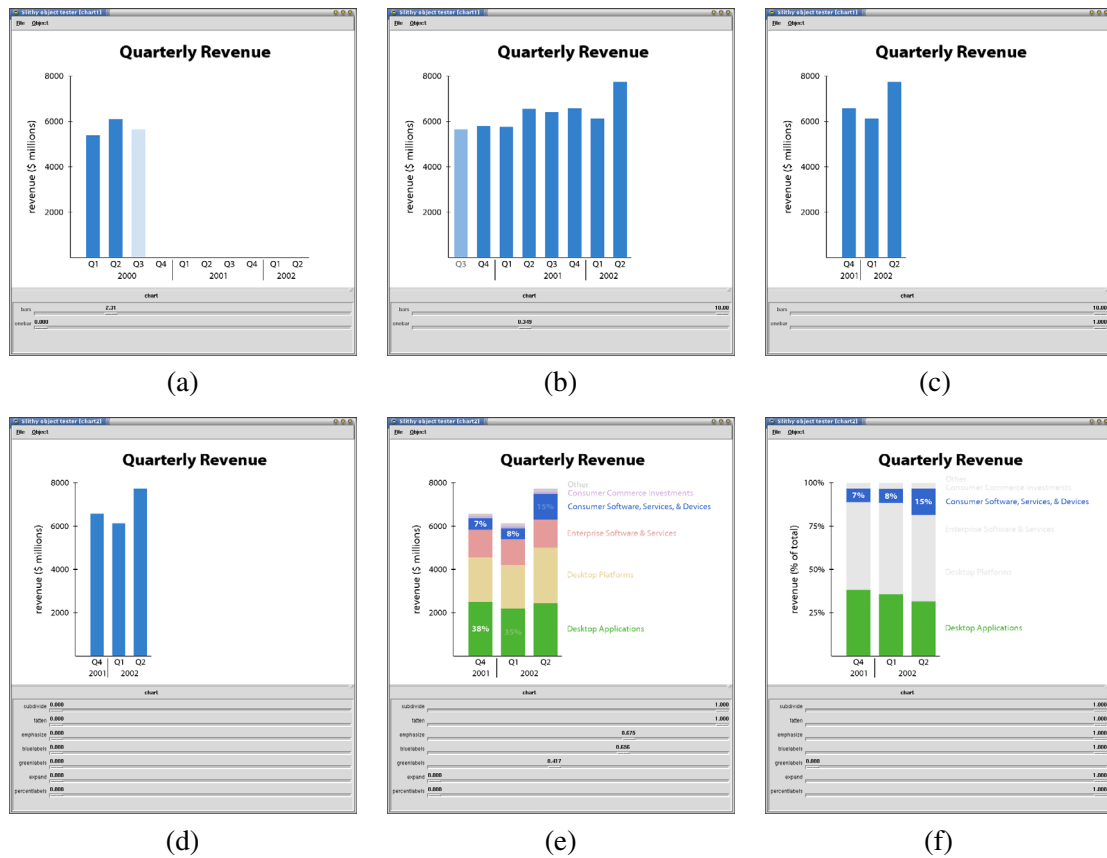 Slithy object tester [chart1]
File Object
Quarterly Revenue
8000
6000
4000
2000
revenue ($ millions)
Q1 Q2 Q3 Q4 Q1 Q2 Q3 Q4 Q1 Q2
2000 2001 2002
chart
bars 2.31
onebar 0.000
(a)
Slithy object tester [chart1]
File Object
Quarterly Revenue
8000
6000
4000
2000
revenue ($ millions)
Q3 Q4 Q1 Q2 Q3 Q4 Q1 Q2
2001 2002
chart
bars 10.00
onebar 0.349
(b)
Slithy object tester [chart1]
File Object
Quarterly Revenue
8000
6000
4000
2000
revenue ($ millions)
Q4 Q1 Q2
2001 2002
chart
bars 10.00
onebar 1.000
(c)
Slithy object tester [chart2]
File Object
Quarterly Revenue
8000
6000
4000
2000
revenue ($ millions)
Q4 Q1 Q2
2001 2002
chart
subdivide 0.000
fatten 0.000
emphasize 0.000
bluelabels 0.000
greenlabels 0.000
expand 0.000
percentlabels 0.000
(d)
Slithy object tester [chart2]
File Object
Quarterly Revenue
8000
6000
4000
2000
revenue ($ millions)
Other
Consumer Commerce Investments
Consumer Software, Services, & Devices
Enterprise Software & Services
Desktop Platforms
Desktop Applications
7% 8% 15%
38% 35%
Q4 Q1 Q2
2001 2002
chart
subdivide 1.000
fatten 1.000
emphasize 0.679
bluelabels
greenlabels 0.417
expand 0.000
percentlabels 0.000
(e)
Slithy object tester [chart2]
File Object
Quarterly Revenue
100%
75%
50%
25%
revenue (% of total)
Other
Consumer Commerce Investments
Consumer Software, Services, & Devices
Enterprise Software & Services
Desktop Platforms
Desktop Applications
7% 8% 15%
Q4 Q1 Q2
2001 2002
chart
subdivide 1.000
fatten 1.000
emphasize 1.000
bluelabels 1.000
greenlabels 0.000
expand 1.000
percentlabels 1.000
(f)